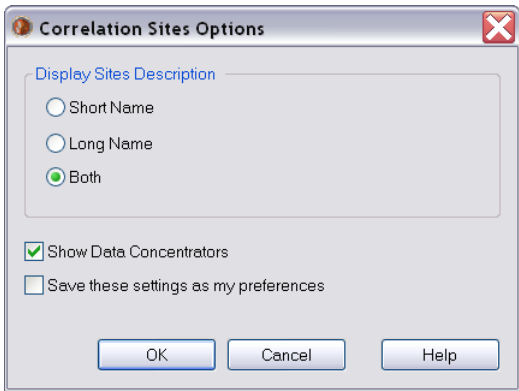 Correlation Sites Options
Display Sites Description
Short Name
Long Name
Both
Show Data Concentrators
Save these settings as my preferences
OK Cancel Help